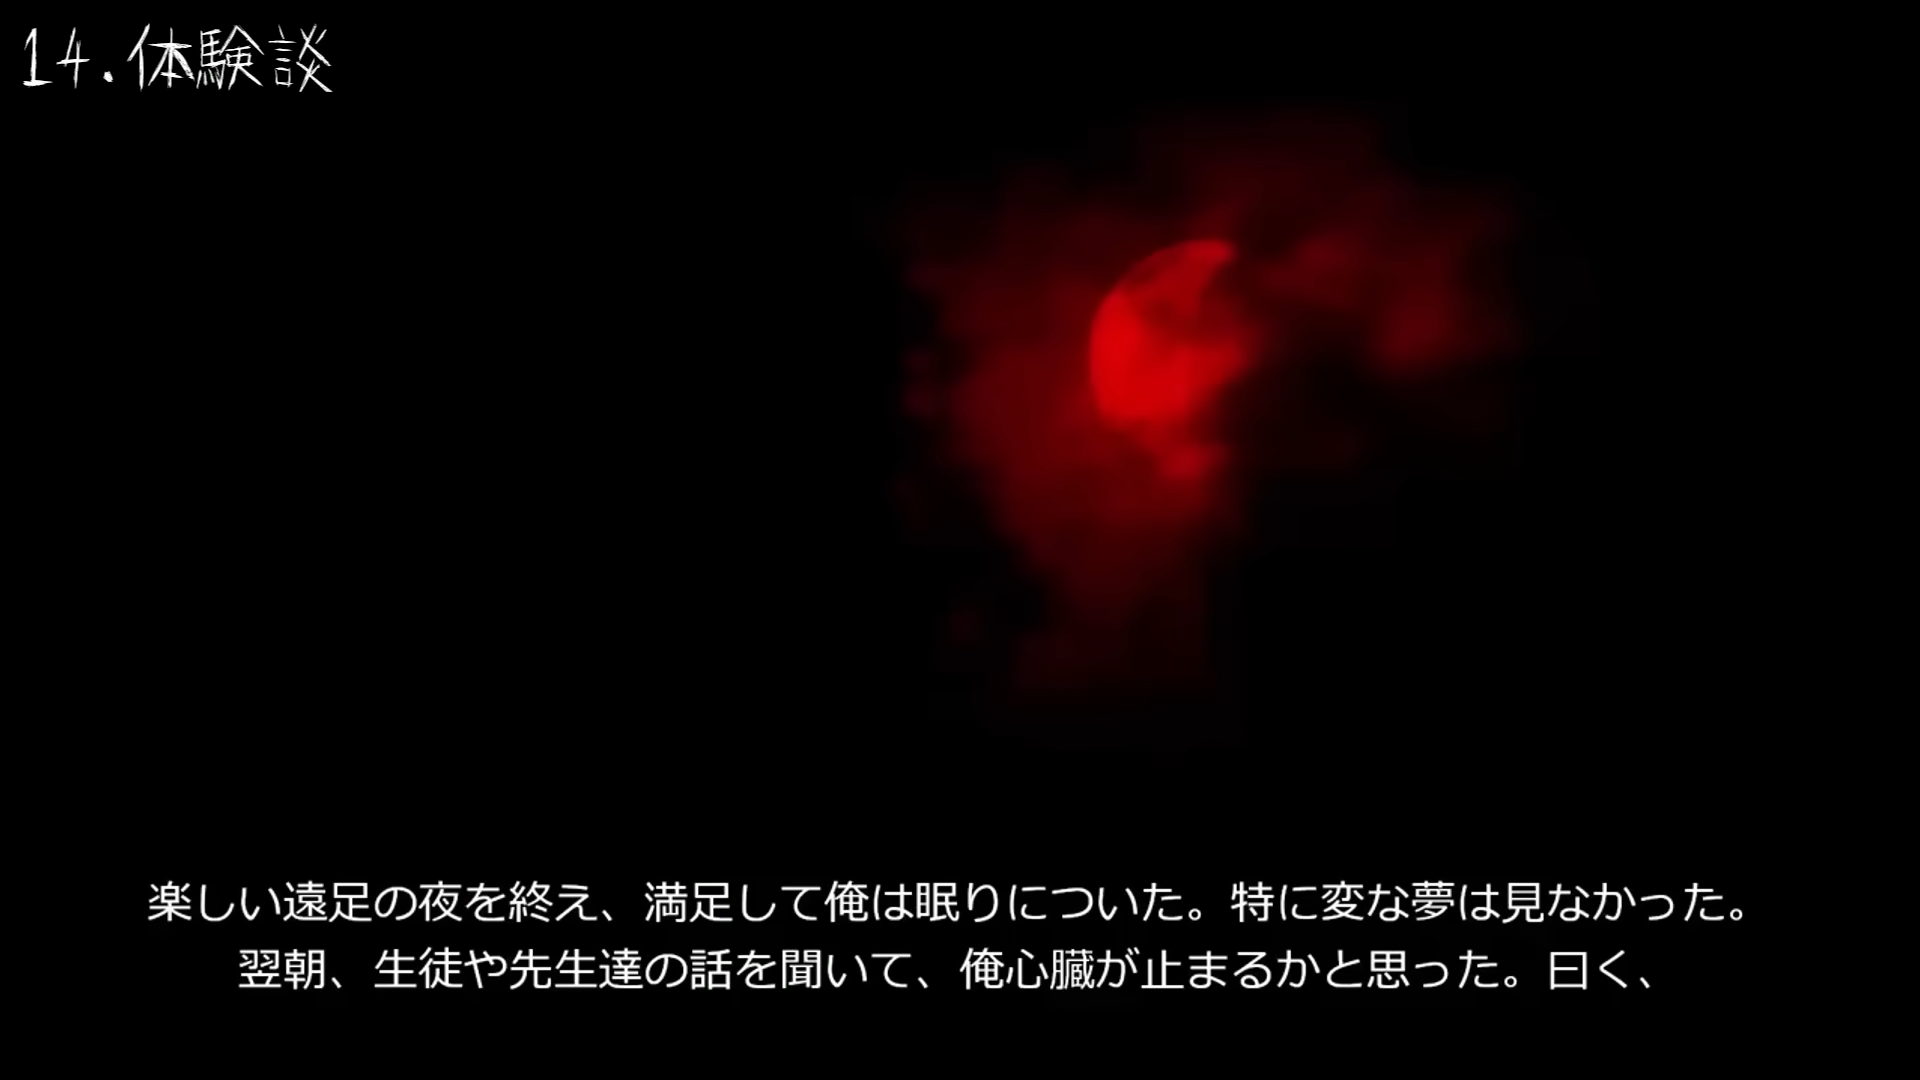 14.体験談
楽しい遠足の夜を終え、満足して俺は眠りについた。特に変な夢は見なかった。
翌朝、生徒や先生達の話を聞いて、俺心臓が止まるかと思った。曰く、